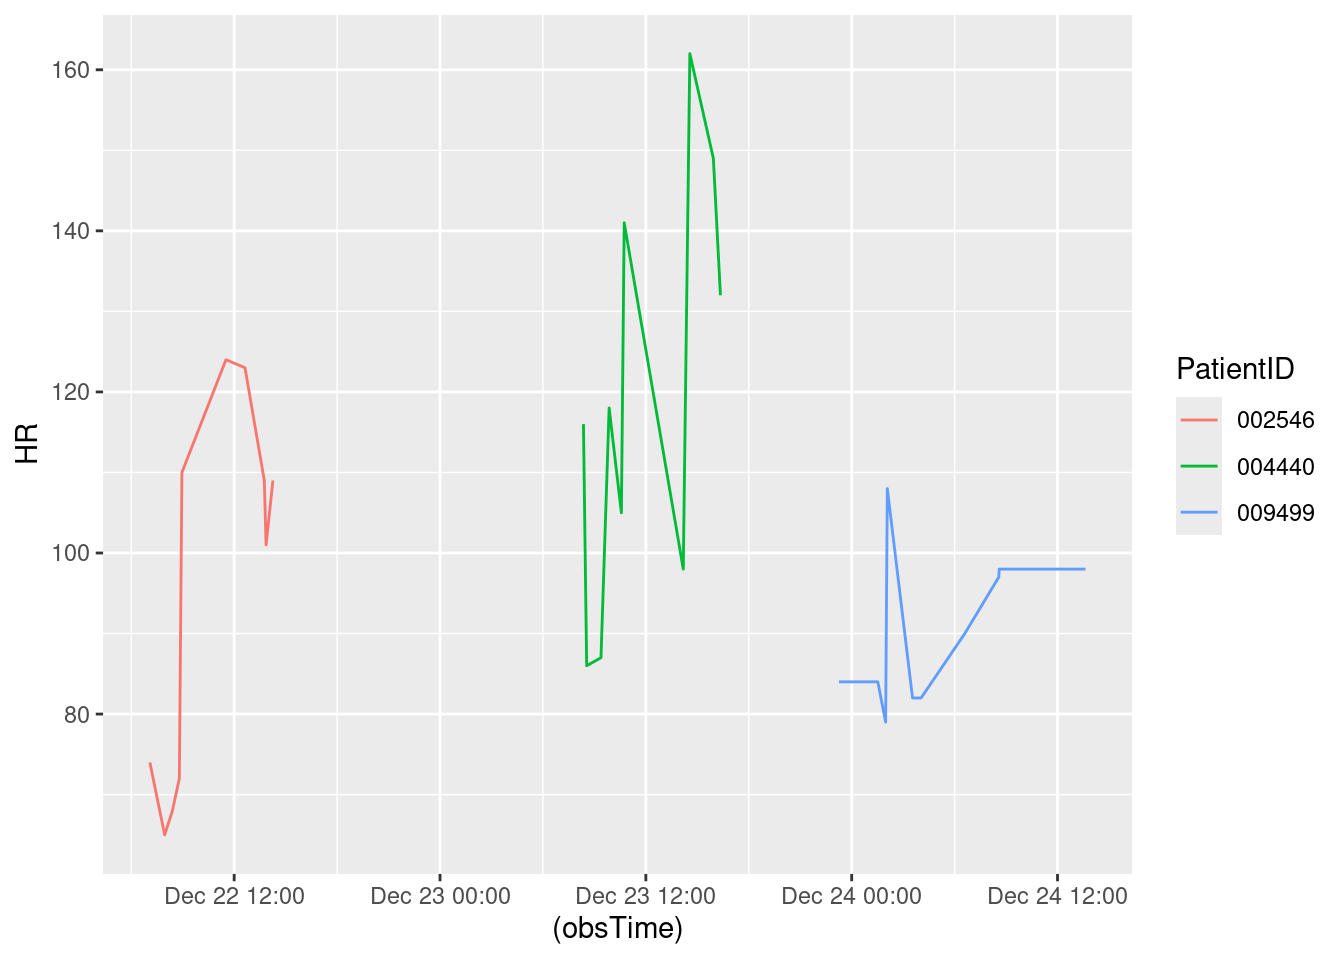 160
140
120
100
80
HR
Dec 22 12:00
Dec 23 00:00
Dec 23 12:00
Dec 24 00:00
Dec 24 12:00
(obsTime)
PatientID
002546
004440
009499